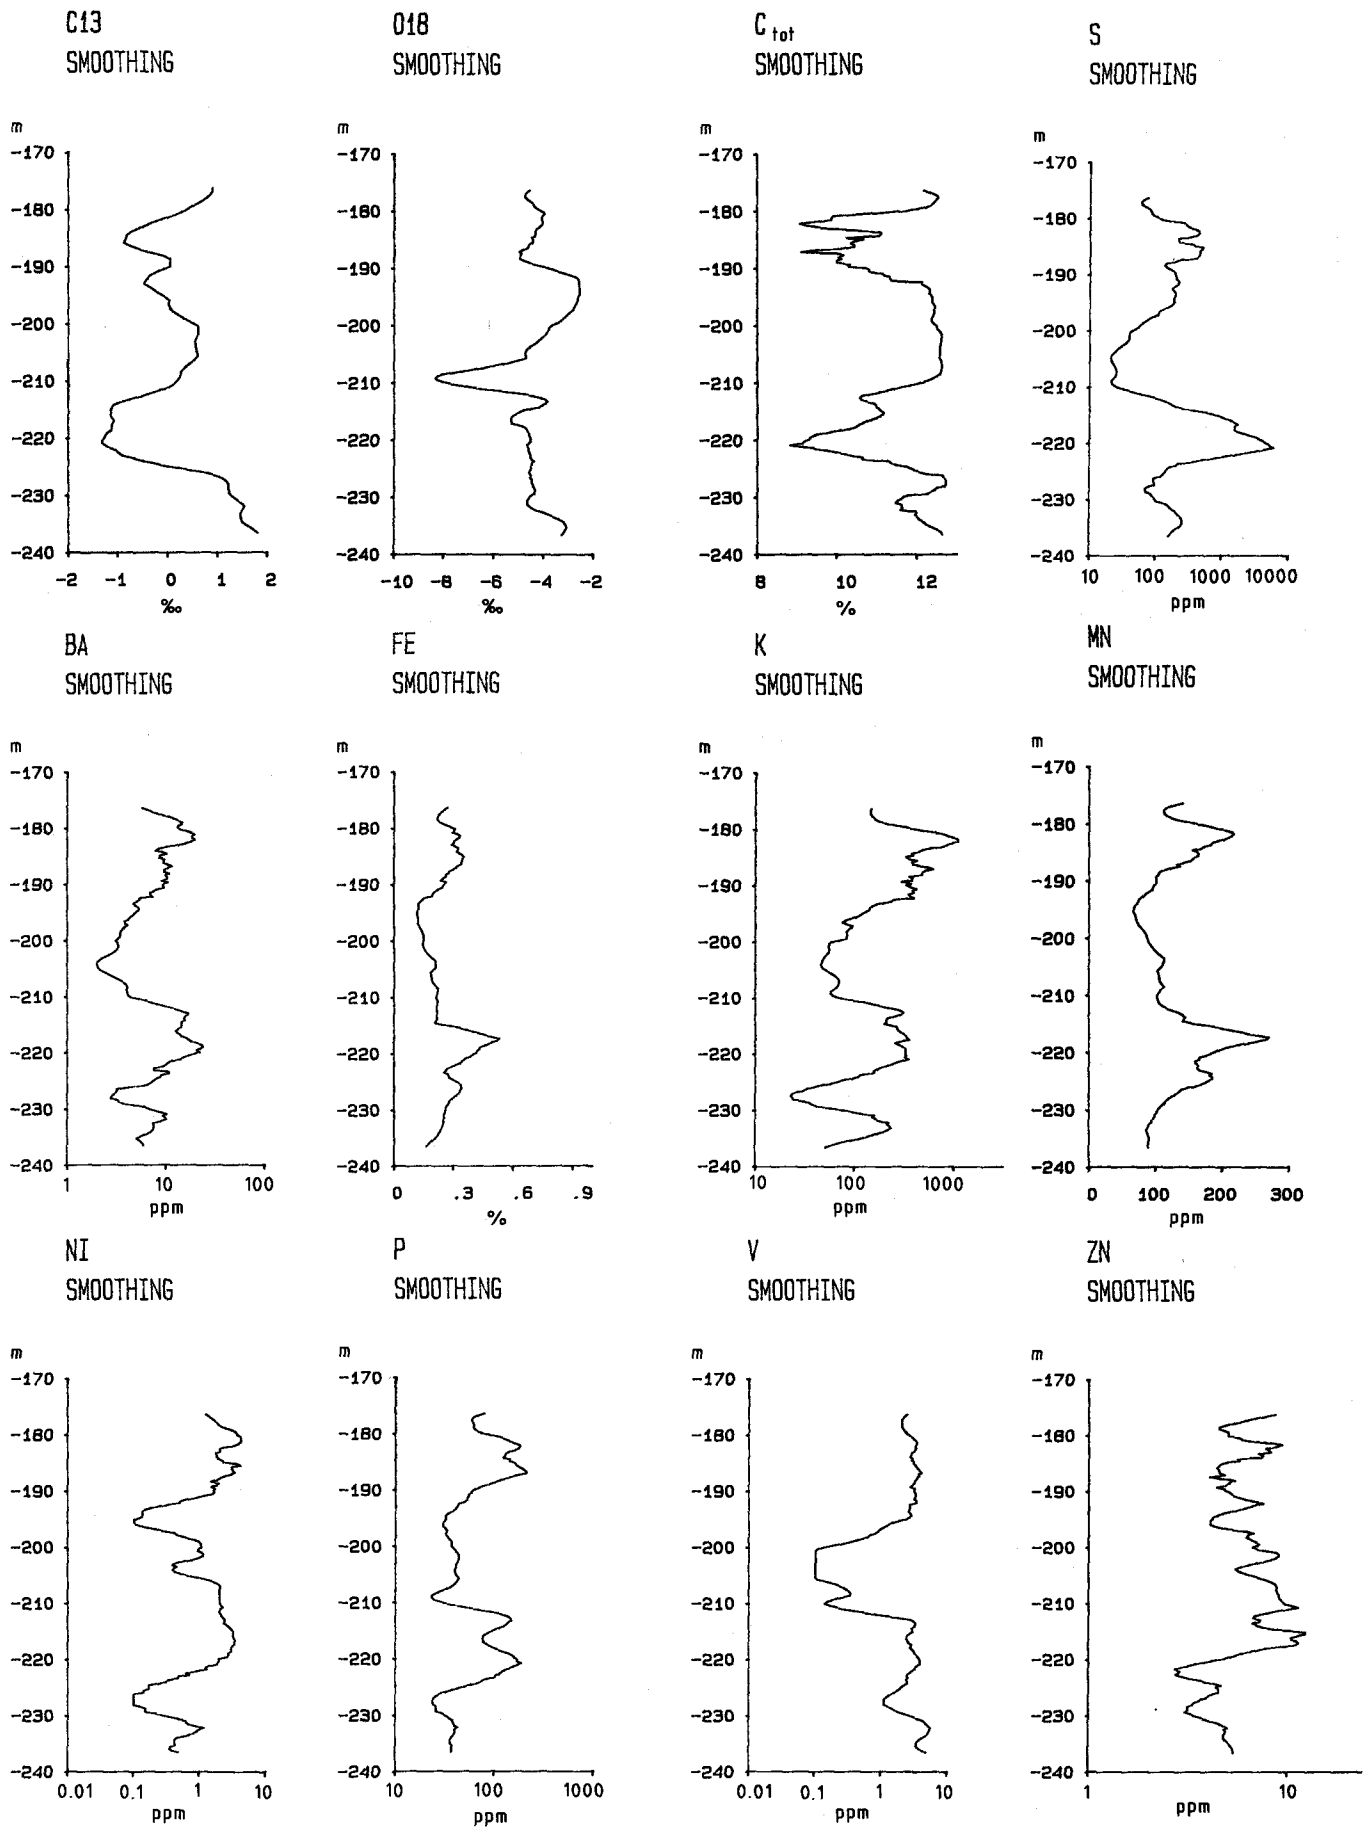 C13
SMOOTHING
m
-170
-180
-190
-200
-210
-220
-230
-240
-2 -1 0 1 2
‰
O18
SMOOTHING
m
-170
-180
-190
-200
-210
-220
-230
-240
-10 -8 -6 -4 -2
‰
C tot
SMOOTHING
m
-170
-180
-190
-200
-210
-220
-230
-240
8 10 12
%
S
SMOOTHING
m
-170
-180
-190
-200
-210
-220
-230
-240
10 100 1000 10000
ppm
BA
SMOOTHING
m
-170
-180
-190
-200
-210
-220
-230
-240
1 10 100
ppm
FE
SMOOTHING
m
-170
-180
-190
-200
-210
-220
-230
-240
0 .3 .6 .9
%
K
SMOOTHING
m
-170
-180
-190
-200
-210
-220
-230
-240
10 100 1000
ppm
MN
SMOOTHING
m
-170
-180
-190
-200
-210
-220
-230
-240
0 100 200 300
ppm
NI
SMOOTHING
m
-170
-180
-190
-200
-210
-220
-230
-240
0.01 0.1 1 10
ppm
P
SMOOTHING
m
-170
-180
-190
-200
-210
-220
-230
-240
10 100 1000
ppm
V
SMOOTHING
m
-170
-180
-190
-200
-210
-220
-230
-240
0.01 0.1 1 10
ppm
ZN
SMOOTHING
m
-170
-180
-190
-200
-210
-220
-230
-240
1 10
ppm